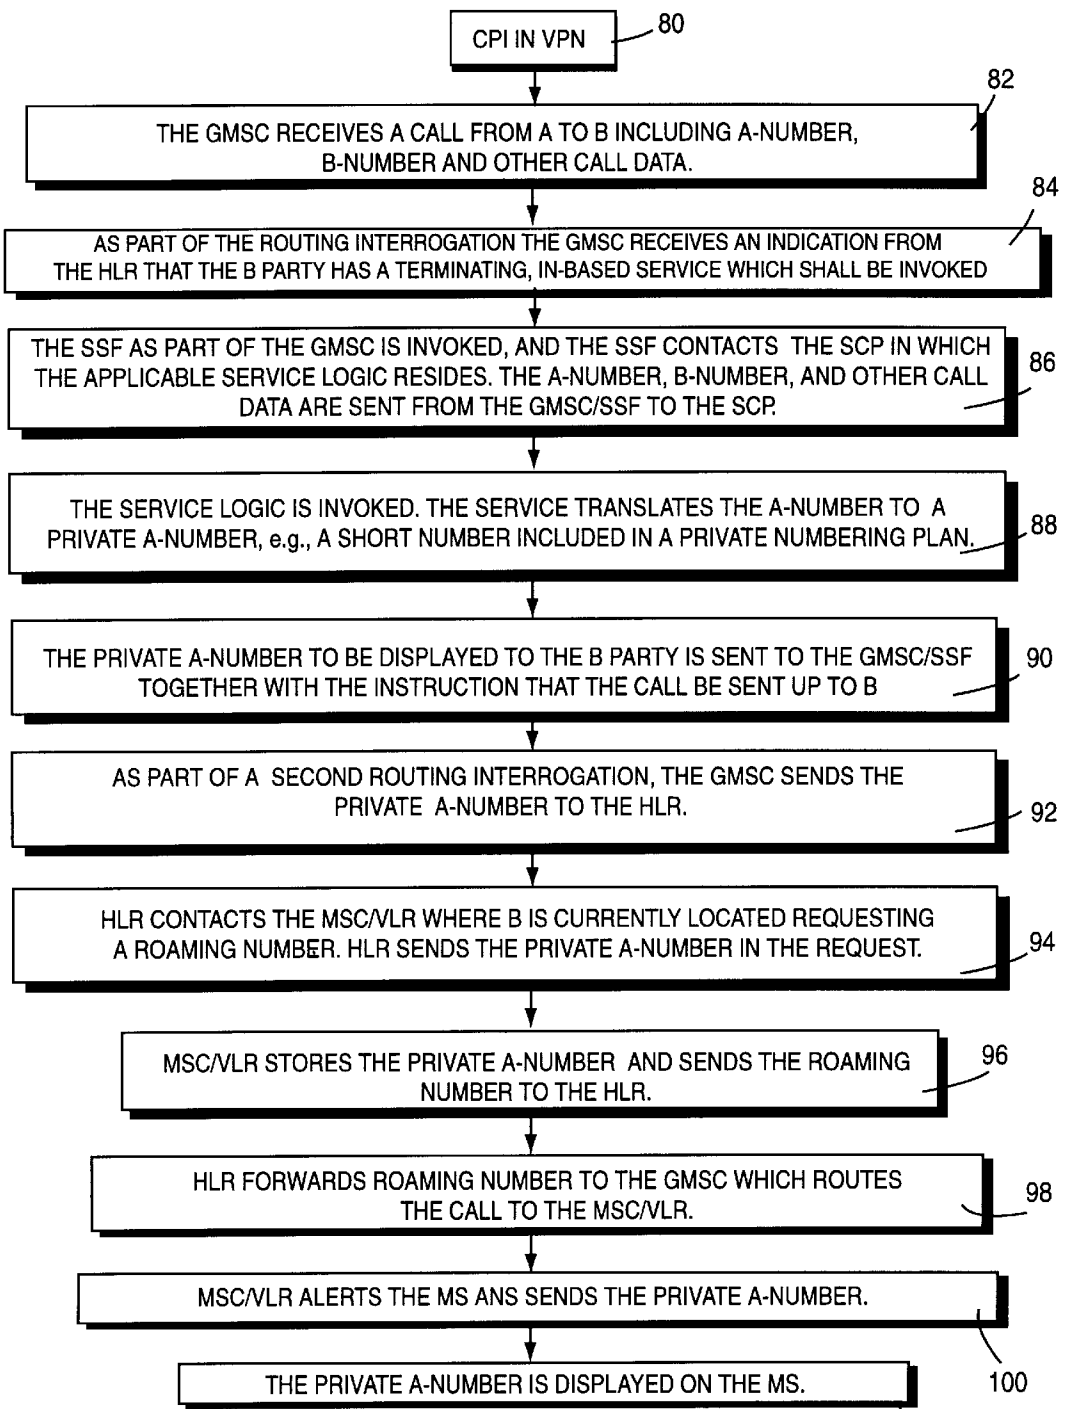 CPI IN VPN
80
82
THE GMSC RECEIVES A CALL FROM A TO B INCLUDING A-NUMBER,
B-NUMBER AND OTHER CALL DATA.
84
AS PART OF THE ROUTING INTERROGATION THE GMSC RECEIVES AN INDICATION FROM
THE HLR THAT THE B PARTY HAS A TERMINATING, IN-BASED SERVICE WHICH SHALL BE INVOKED
THE SSF AS PART OF THE GMSC IS INVOKED, AND THE SSF CONTACTS THE SCP IN WHICH
THE APPLICABLE SERVICE LOGIC RESIDES. THE A-NUMBER, B-NUMBER, AND OTHER CALL
DATA ARE SENT FROM THE GMSC/SSF TO THE SCP.
86
THE SERVICE LOGIC IS INVOKED. THE SERVICE TRANSLATES THE A-NUMBER TO A
PRIVATE A-NUMBER, e.g., A SHORT NUMBER INCLUDED IN A PRIVATE NUMBERING PLAN.
88
THE PRIVATE A-NUMBER TO BE DISPLAYED TO THE B PARTY IS SENT TO THE GMSC/SSF
TOGETHER WITH THE INSTRUCTION THAT THE CALL BE SENT UP TO B
90
AS PART OF A SECOND ROUTING INTERROGATION, THE GMSC SENDS THE
PRIVATE A-NUMBER TO THE HLR.
92
HLR CONTACTS THE MSC/VLR WHERE B IS CURRENTLY LOCATED REQUESTING
A ROAMING NUMBER. HLR SENDS THE PRIVATE A-NUMBER IN THE REQUEST.
94
MSC/VLR STORES THE PRIVATE A-NUMBER AND SENDS THE ROAMING
NUMBER TO THE HLR.
96
HLR FORWARDS ROAMING NUMBER TO THE GMSC WHICH ROUTES
THE CALL TO THE MSC/VLR.
98
MSC/VLR ALERTS THE MS ANS SENDS THE PRIVATE A-NUMBER.
100
THE PRIVATE A-NUMBER IS DISPLAYED ON THE MS.